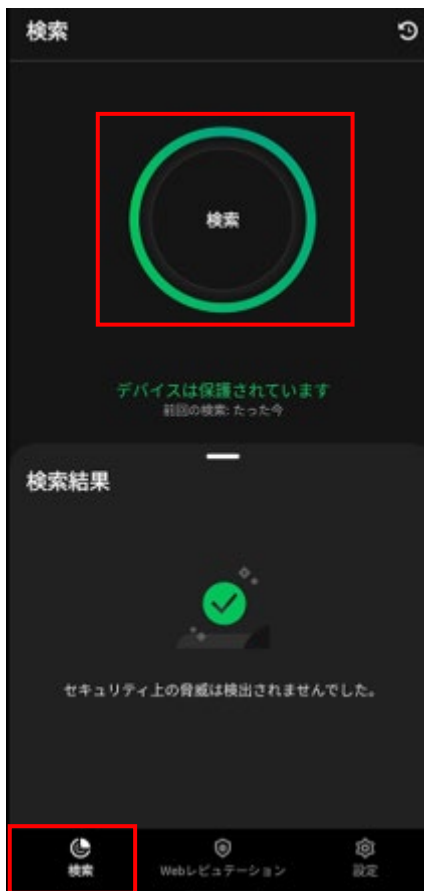 検索
検索
デバイスは保護されています
前回の検索: たった今
検索結果
セキュリティ上の脅威は検出されませんでした。
検索
Webレピュテーション
設定